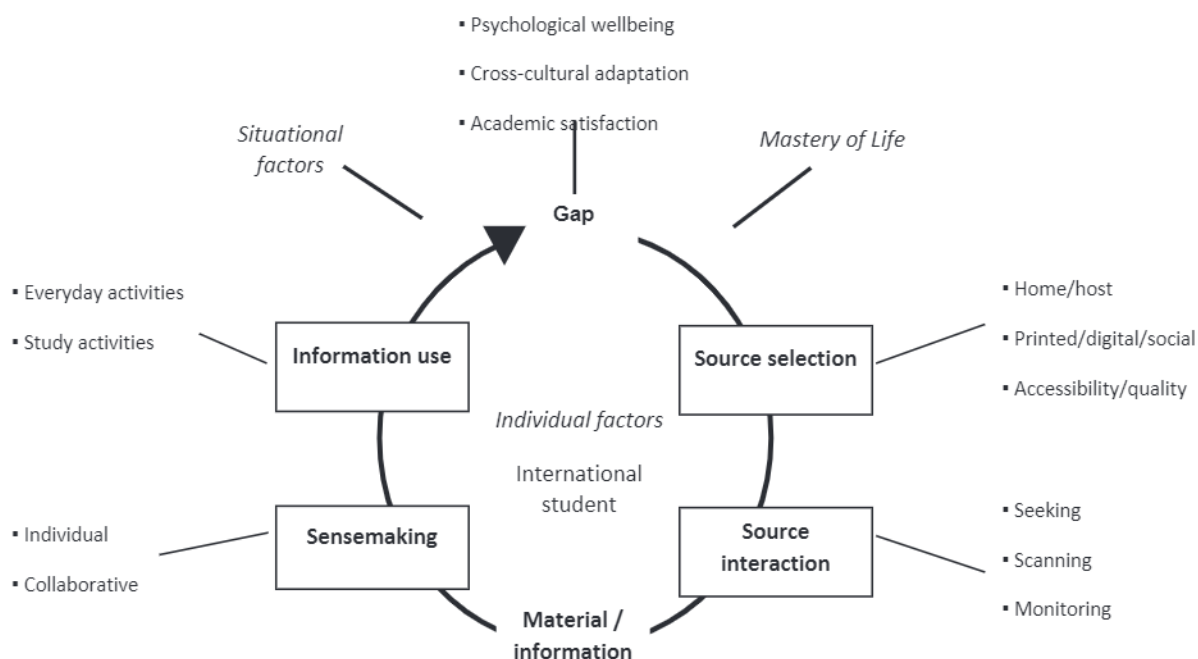 ▪ Psychological wellbeing
▪ Cross-cultural adaptation
▪ Academic satisfaction
Situational
factors
Mastery of Life
Gap
▪ Everyday activities
▪ Study activities
Information use
Source selection
▪ Home/host
▪ Printed/digital/social
▪ Accessibility/quality
Individual factors
International
student
▪ Individual
▪ Collaborative
Sensemaking
Source
interaction
▪ Seeking
▪ Scanning
▪ Monitoring
Material /
information